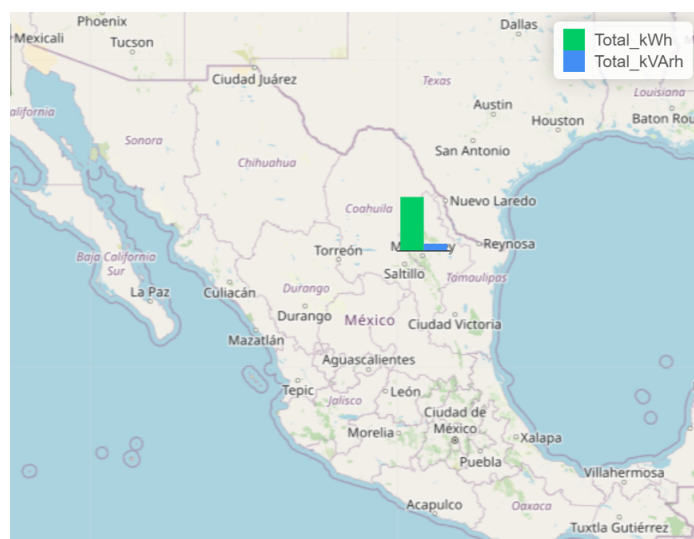 Phoenix
Dallas
Mexicali
Tucson
Total_kWh
Total_kVArh
Ciudad Juárez
Texas
Louisiana
alifornia
Austin
Houston
Baton Rou
Sonora
Chihuahua
San Antonio
Coahuila
Nuevo Laredo
Torreón
Reynosa
Baja California
Sur
Saltillo
Tamaulipas
La Paz
Culiacán
Durango
Durango
México
Ciudad Victoria
Mazatlán
Aguascalientes
Tepic
León
Jalisco
Ciudad de
México
Morelia
Xalapa
Puebla
Villahermosa
Acapulco
Oaxaca
Tuxtla Gutiérrez